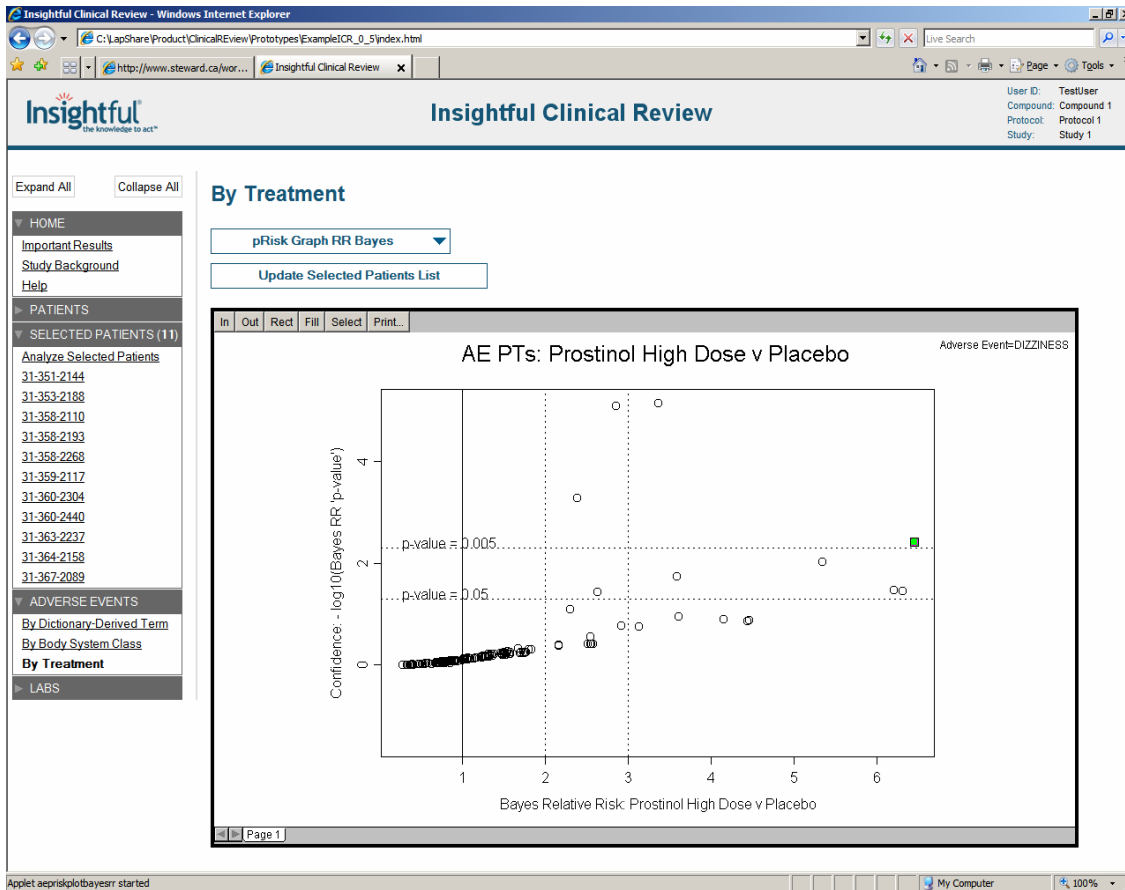 Insightful Clinical Review - Windows Internet Explorer
C:\LapShare\Product\ClinicalREview\Prototypes\ExampleICR_0_5\index.html
Live Search
http://www.steward.ca/wor...
Insightful Clinical Review
Page
Tools
Insightful
the knowledge to act™
Insightful Clinical Review
User ID: TestUser
Compound: Compound 1
Protocol: Protocol 1
Study: Study 1
Expand All
Collapse All
HOME
Important Results
Study Background
Help
PATIENTS
SELECTED PATIENTS (11)
Analyze Selected Patients
31-351-2144
31-353-2188
31-358-2110
31-358-2193
31-358-2268
31-359-2117
31-360-2304
31-360-2440
31-363-2237
31-364-2158
31-367-2089
ADVERSE EVENTS
By Dictionary-Derived Term
By Body System Class
By Treatment
LABS
By Treatment
pRisk Graph RR Bayes
Update Selected Patients List
In Out Rect Fill Select Print...
AE PTs: Prostinol High Dose v Placebo
Adverse Event=DIZZINESS
Confidence: - log10(Bayes RR 'p-value')
4
2
0
p-value = 0.005
p-value = 0.05
1 2 3 4 5 6
Bayes Relative Risk: Prostinol High Dose v Placebo
Page 1
Applet aepriskplotbayesrr started
My Computer
100%